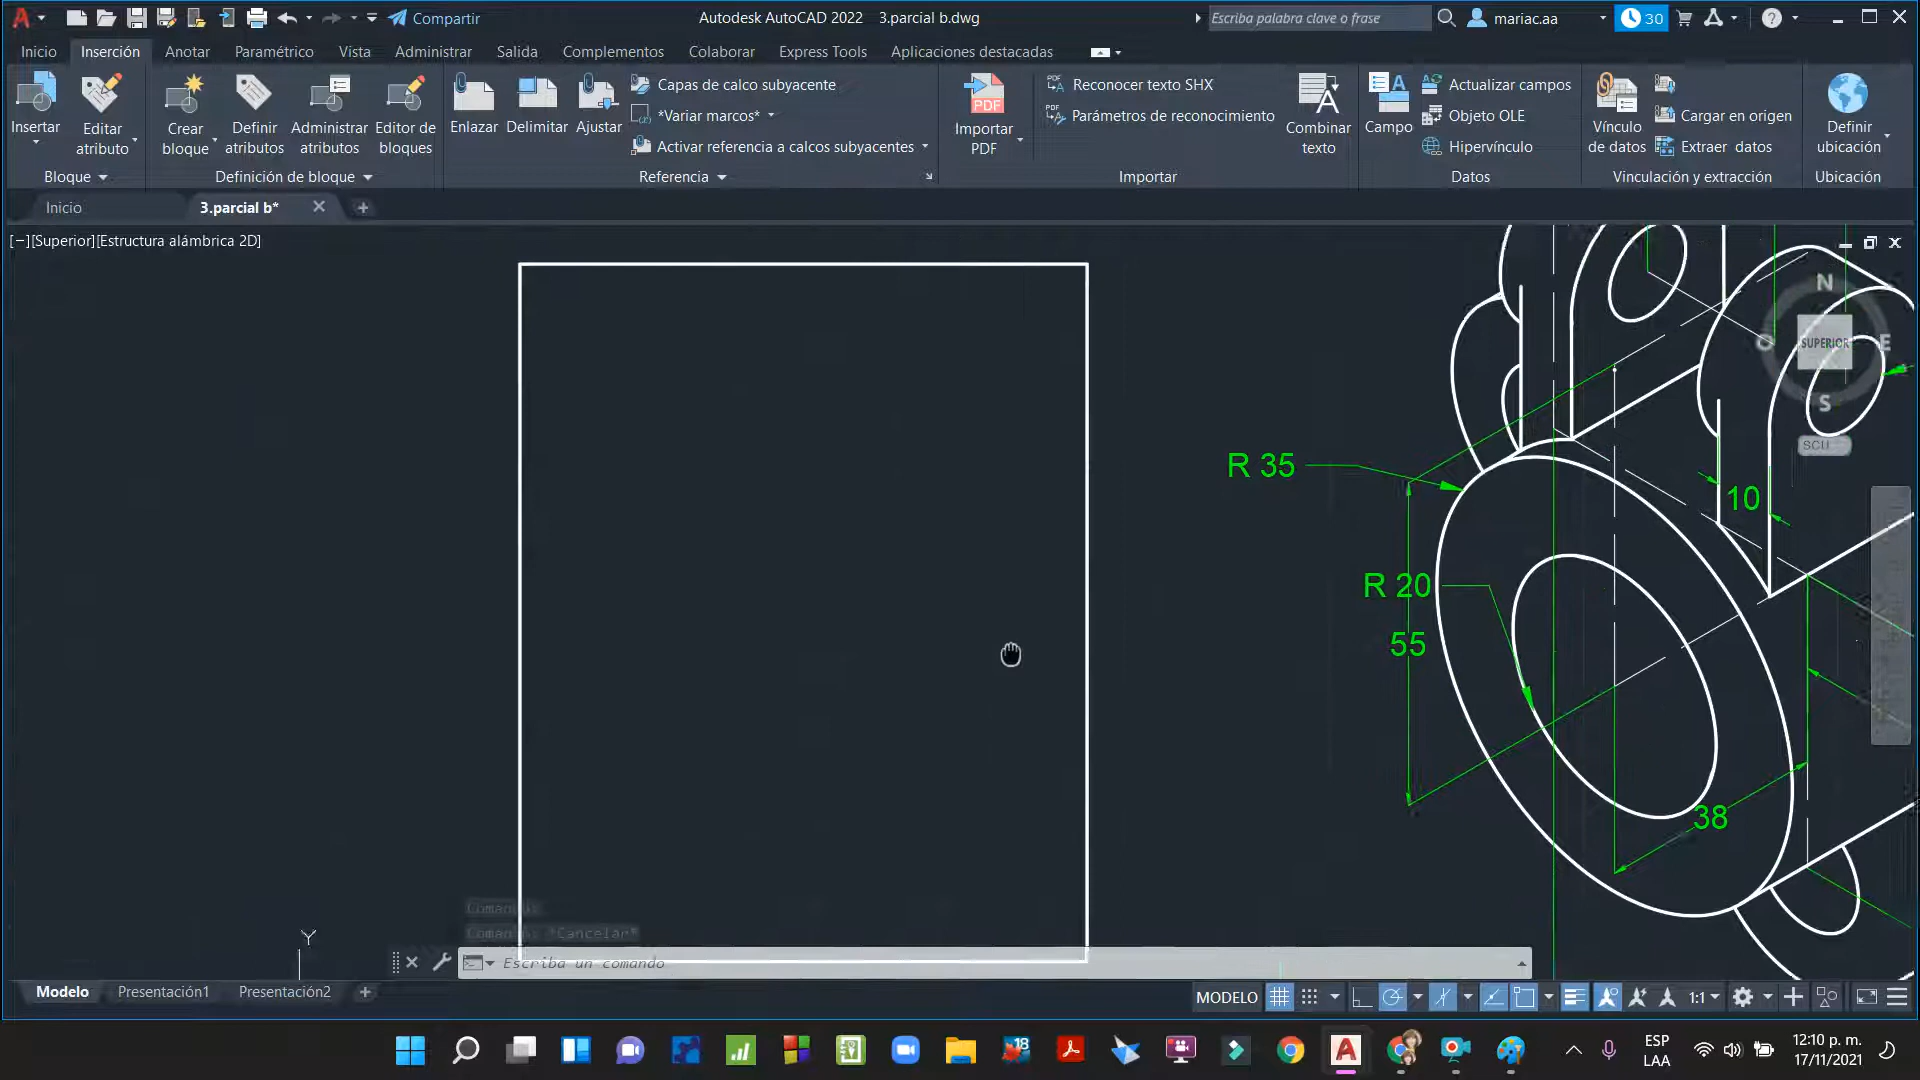 Compartir
Autodesk AutoCAD 2022 3.parcial b.dwg
Escriba palabra clave o frase
mariac.aa
30
Inicio Inserción Anotar Paramétrico Vista Administrar Salida Complementos Colaborar Express Tools Aplicaciones destacadas
Insertar
Editar atributo
Crear bloque
Definir atributos
Administrar atributos
Editor de bloques
Enlazar
Delimitar
Ajustar
Capas de calco subyacente
*Variar marcos*
Activar referencia a calcos subyacentes
PDF
Importar PDF
Reconocer texto SHX
Parámetros de reconocimiento
Combinar texto
Campo
Actualizar campos
Objeto OLE
Hipervínculo
Vínculo de datos
Cargar en origen
Extraer datos
Definir ubicación
Bloque Definición de bloque Referencia Importar Datos Vinculación y extracción Ubicación
Inicio 3.parcial b*
[−][Superior][Estructura alámbrica 2D]
N
O SUPERIOR E
S
SCU
R 35
10
R 20
55
38
Y
Comando:
Comando: *Cancelar*
Escriba un comando
Modelo Presentación1 Presentación2
MODELO 1:1
18
ESP
LAA
12:10 p. m.
17/11/2021